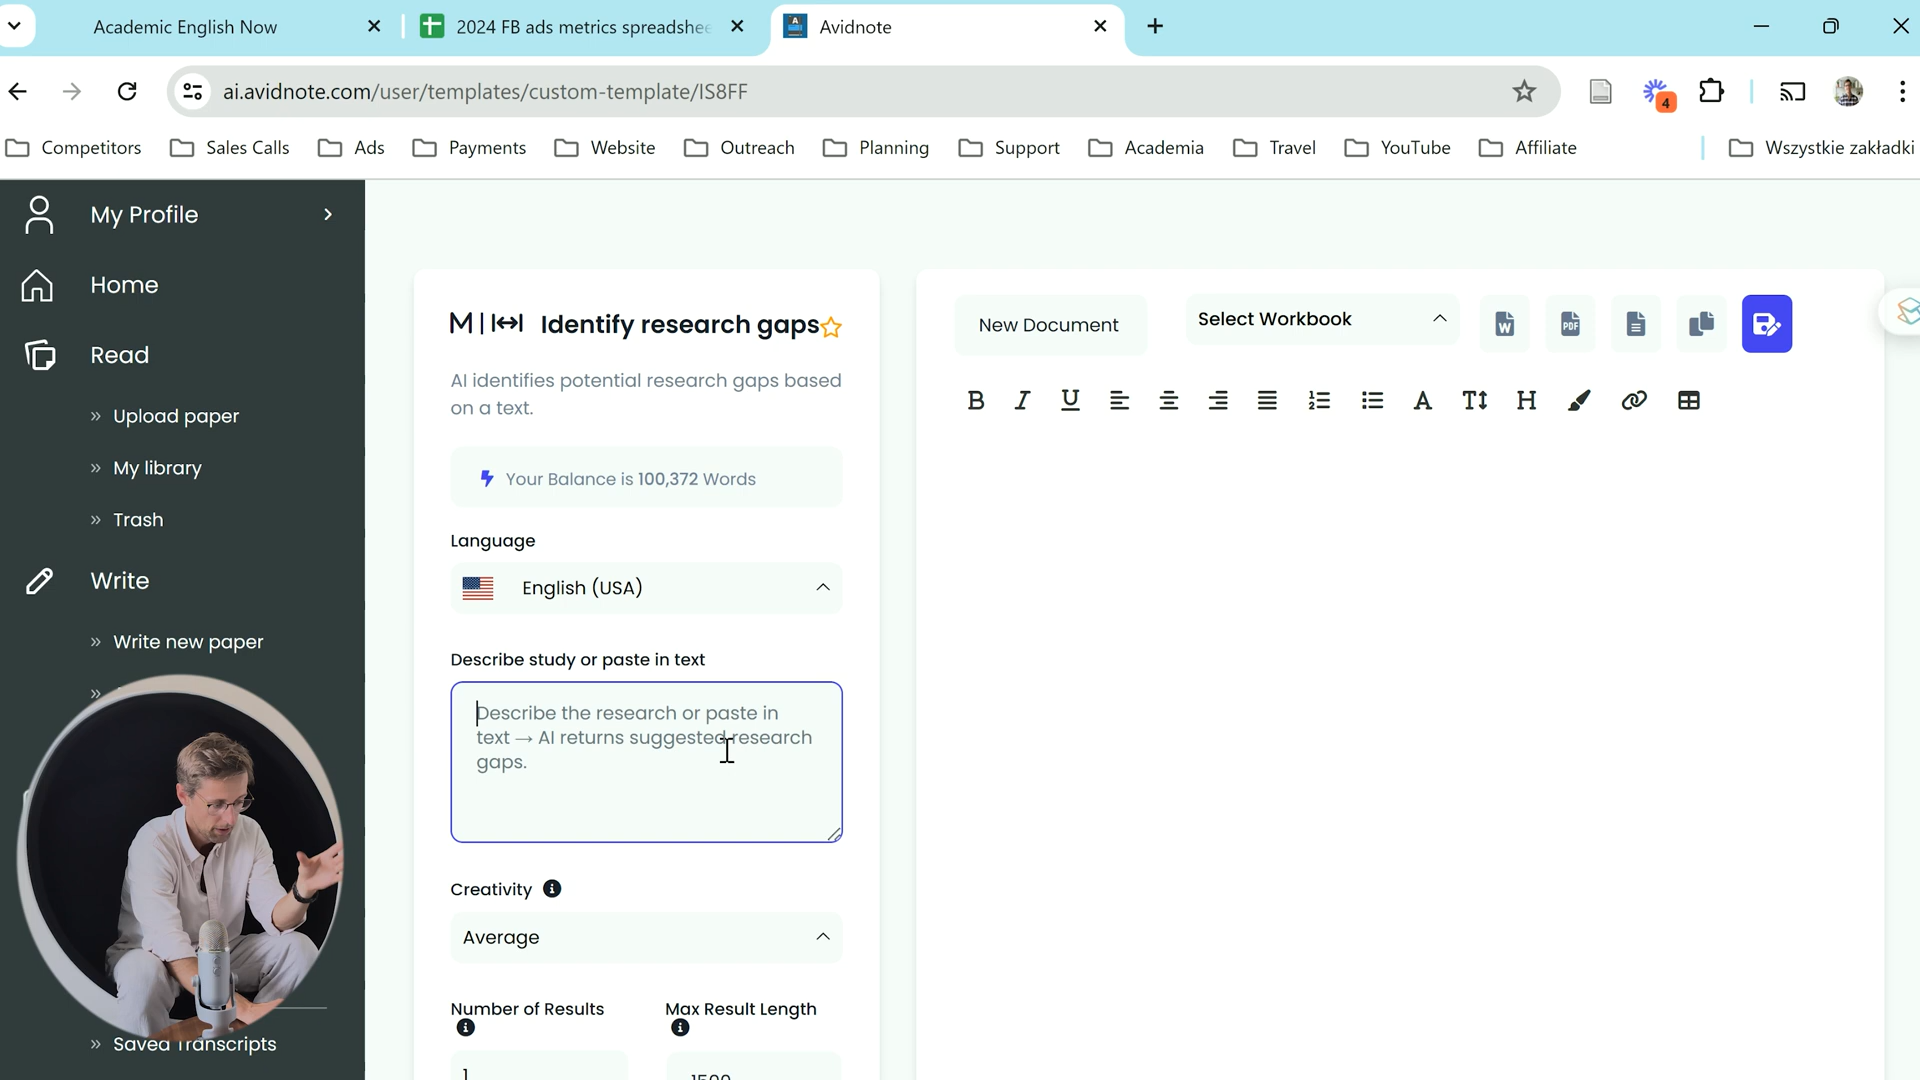 Academic English Now
2024 FB ads metrics spreadshee
Avidnote
ai.avidnote.com/user/templates/custom-template/IS8FF
4
Competitors
Sales Calls
Ads
Payments
Website
Outreach
Planning
Support
Academia
Travel
YouTube
Affiliate
Wszystkie zakładki
My Profile
Home
Read
» Upload paper
» My library
» Trash
Write
» Write new paper
»
» Saved Transcripts
M | Identify research gaps
AI identifies potential research gaps based
on a text.
Your Balance is 100,372 Words
Language
English (USA)
Describe study or paste in text
Describe the research or paste in
text → AI returns suggested research
gaps.
Creativity
Average
Number of Results
Max Result Length
1
1500
New Document
Select Workbook
W
PDF
B I U A T H